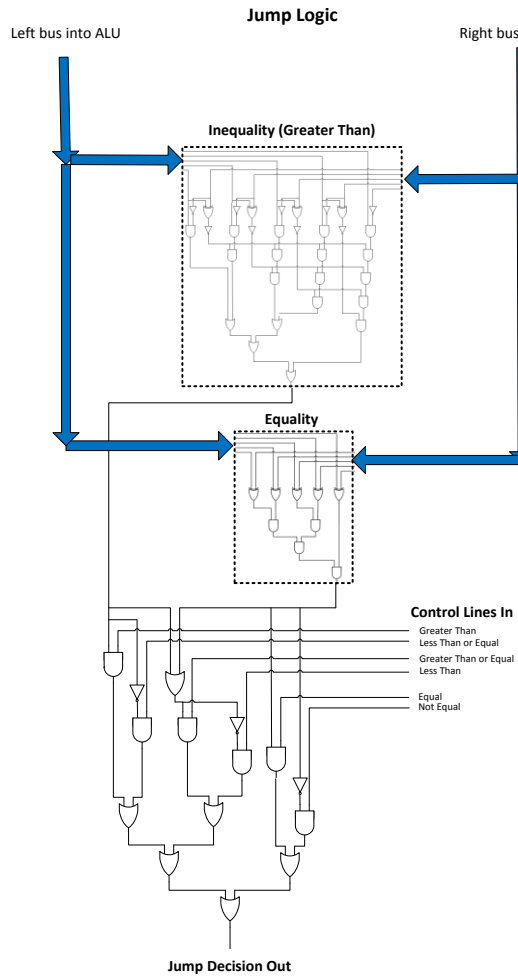 Jump Logic
Left bus into ALU
Right bus
Inequality (Greater Than)
Equality
Control Lines In
Greater Than
Less Than or Equal
Greater Than or Equal
Less Than
Equal
Not Equal
Jump Decision Out